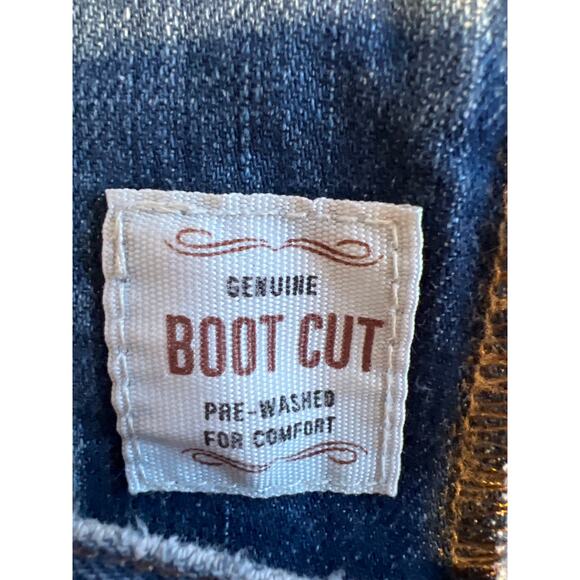 GENUINE
BOOT CUT
PRE-WASHED
FOR COMFORT